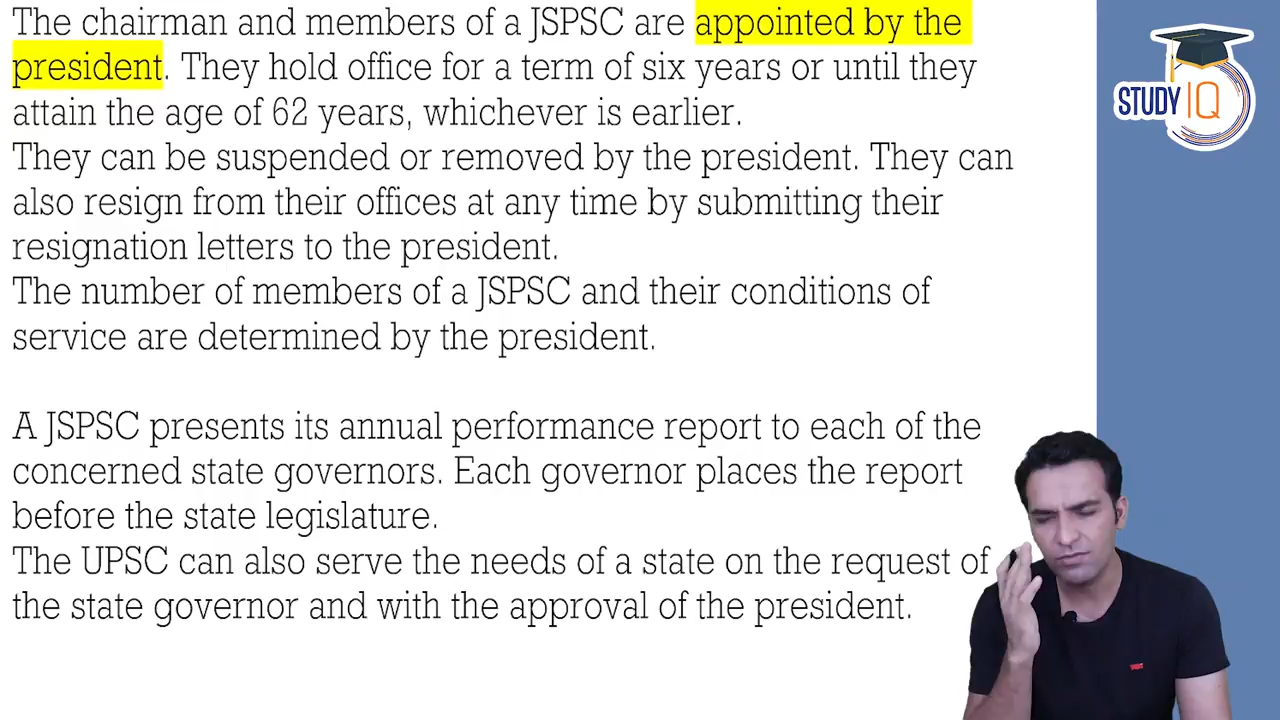 The chairman and members of a JSPSC are appointed by the
president. They hold office for a term of six years or until they
attain the age of 62 years, whichever is earlier.
They can be suspended or removed by the president. They can
also resign from their offices at any time by submitting their
resignation letters to the president.
The number of members of a JSPSC and their conditions of
service are determined by the president.
A JSPSC presents its annual performance report to each of the
concerned state governors. Each governor places the report
before the state legislature.
The UPSC can also serve the needs of a state on the request of
the state governor and with the approval of the president.
STUDY IQ